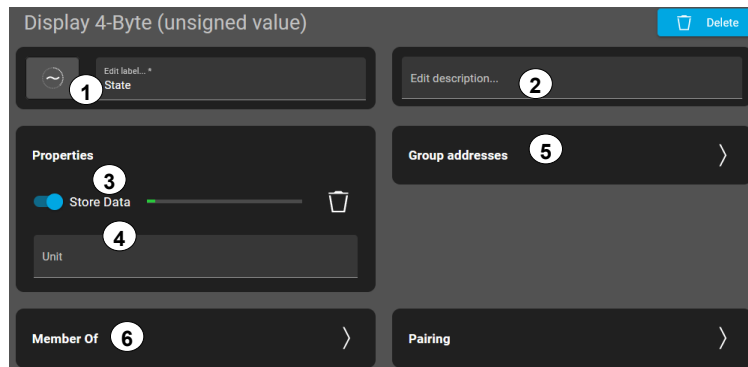 Display 4-Byte (unsigned value)
Delete
Edit label... *
State
1
Edit description...
2
Properties
3
Store Data
4
Unit
Group addresses
5
Member Of
6
Pairing